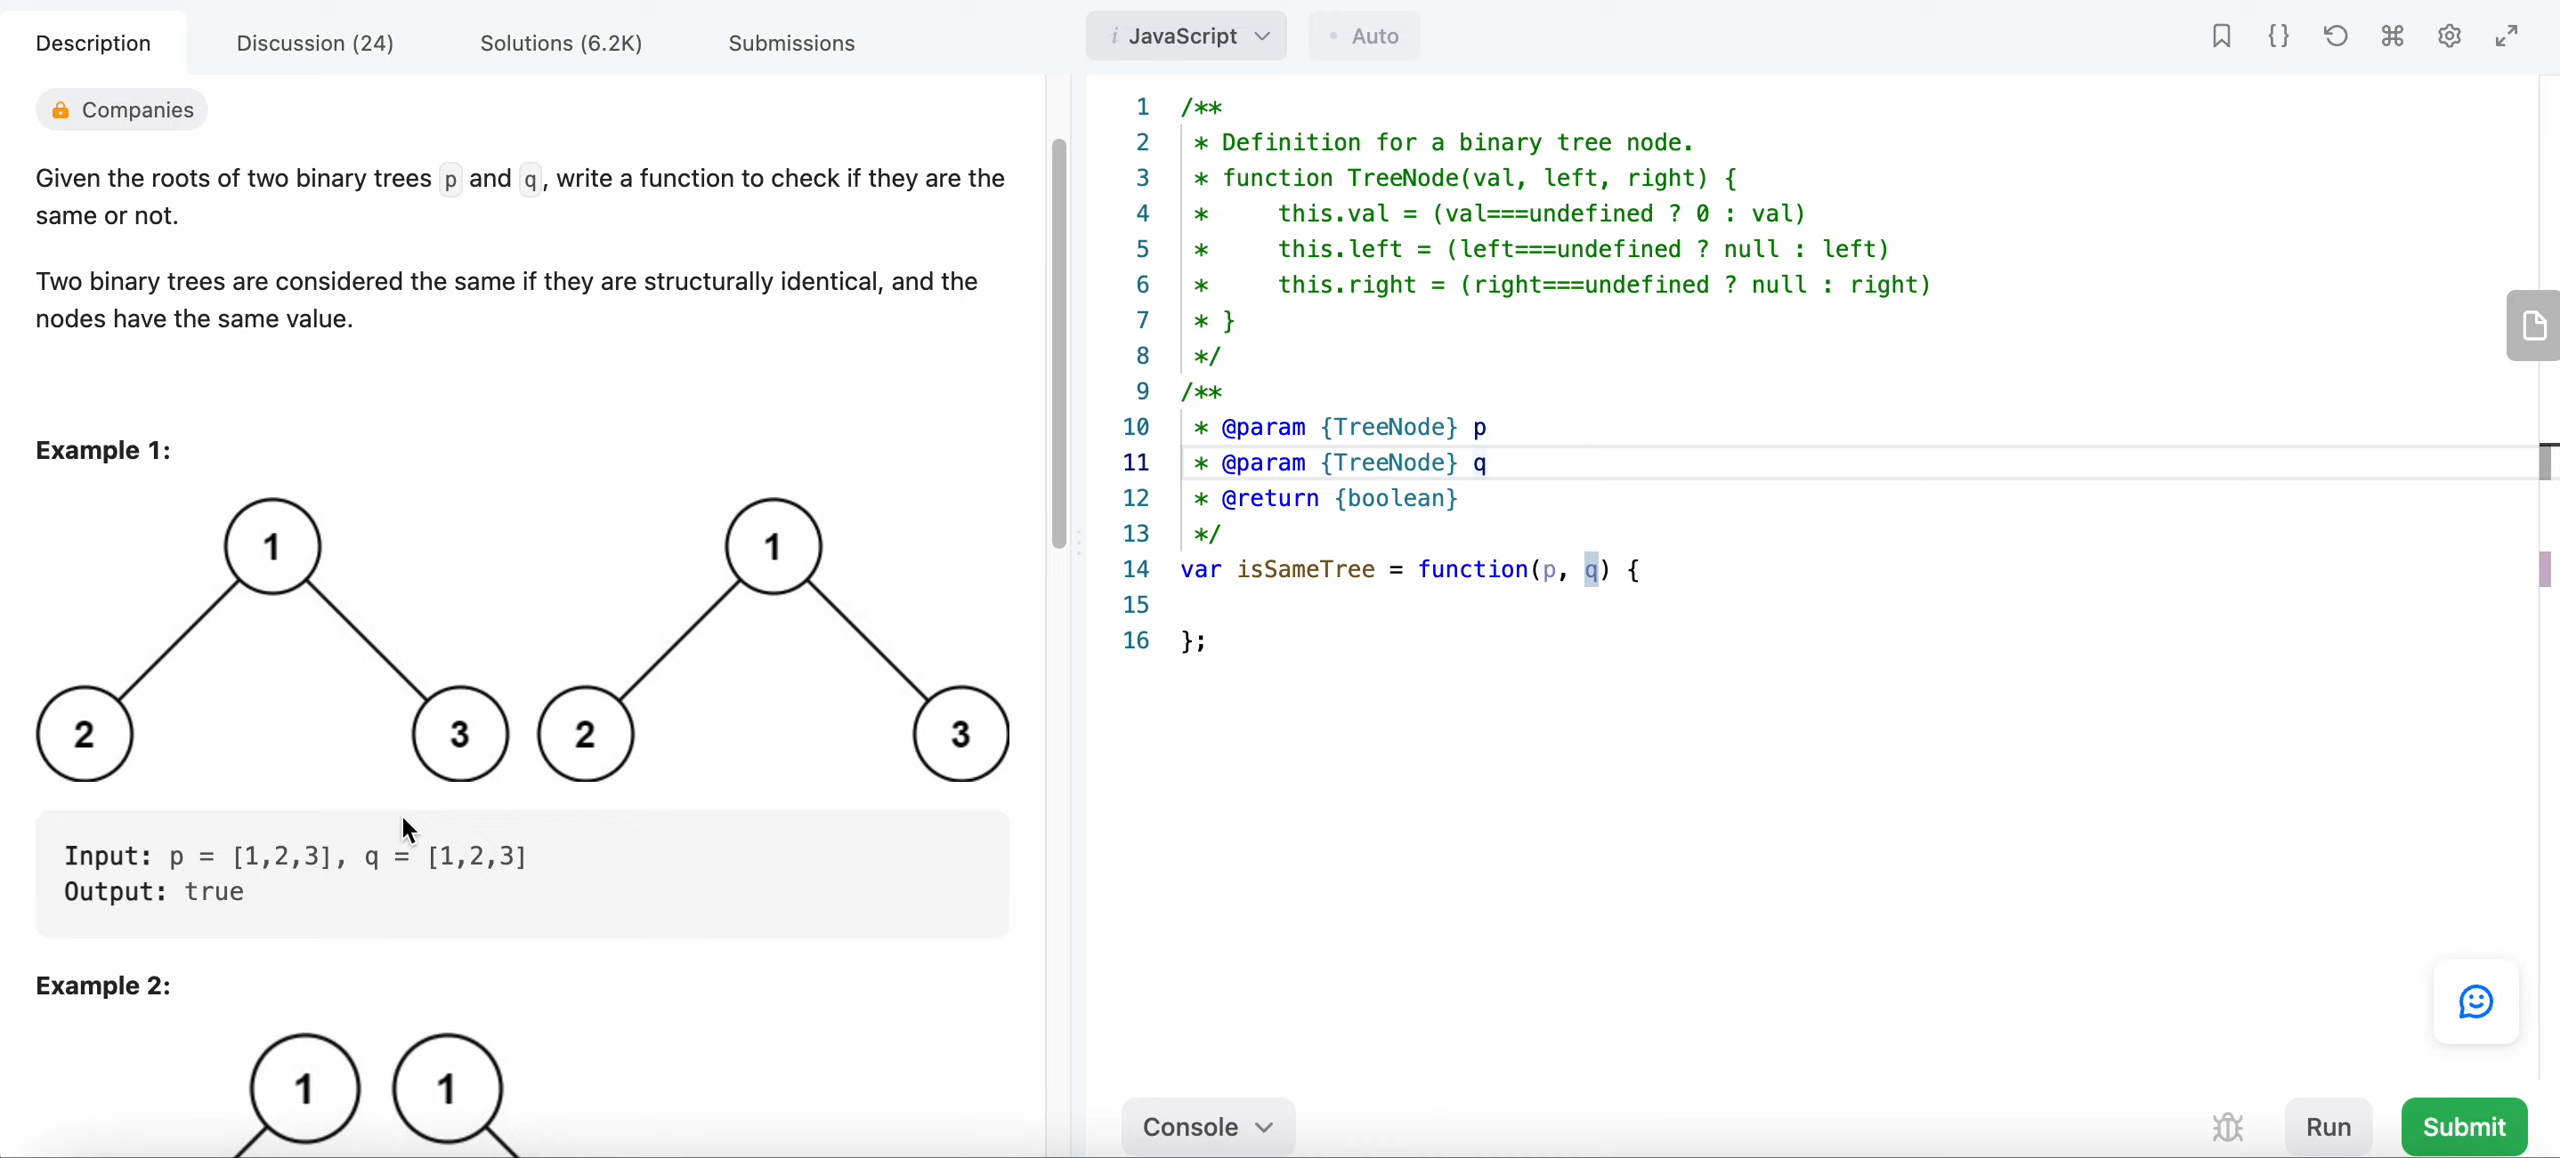 Description
Discussion (24)
Solutions (6.2K)
Submissions
i JavaScript
• Auto
Companies
Given the roots of two binary trees p and q, write a function to check if they are the
same or not.
Two binary trees are considered the same if they are structurally identical, and the
nodes have the same value.
Example 1:
1
1
2
3
2
3
Input: p = [1,2,3], q = [1,2,3]
Output: true
Example 2:
1
1
1 /**
2 * Definition for a binary tree node.
3 * function TreeNode(val, left, right) {
4 *     this.val = (val===undefined ? 0 : val)
5 *     this.left = (left===undefined ? null : left)
6 *     this.right = (right===undefined ? null : right)
7 * }
8 */
9 /**
10 * @param {TreeNode} p
11 * @param {TreeNode} q
12 * @return {boolean}
13 */
14 var isSameTree = function(p, q) {
15
16 };
Console
Run
Submit